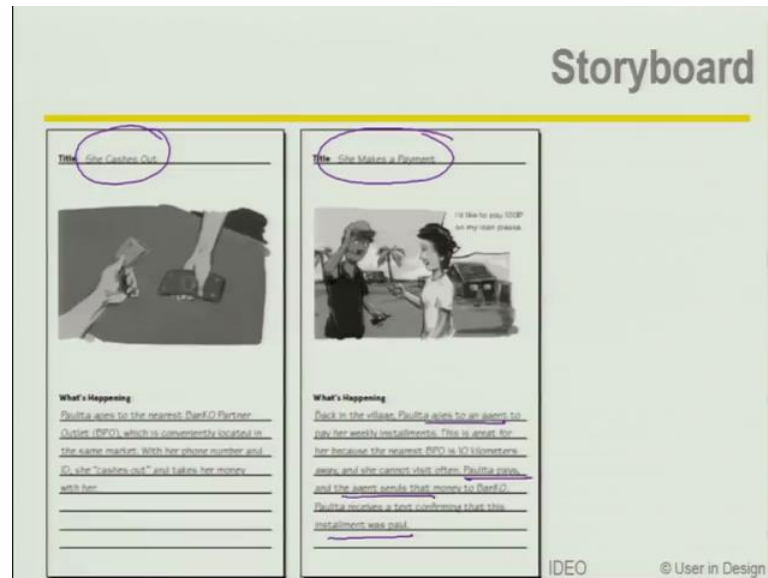 Storyboard
Title She Cashes Out
What's Happening
Paulita goes to the nearest BanKO Partner
Outlet (BPO), which is conveniently located in
the same market. With her phone number and
ID, she "cashes out" and takes her money
with her.
Title She Makes a Payment
I'd like to pay 100P
on my loan please.
What's Happening
Back in the village, Paulita goes to an agent to
pay her weekly installments. This is great for
her because the nearest BPO is 10 kilometers
away, and she cannot visit often. Paulita pays,
and the agent sends that money to BanKO.
Paulita receives a text confirming that this
installment was paid.
IDEO
© User in Design